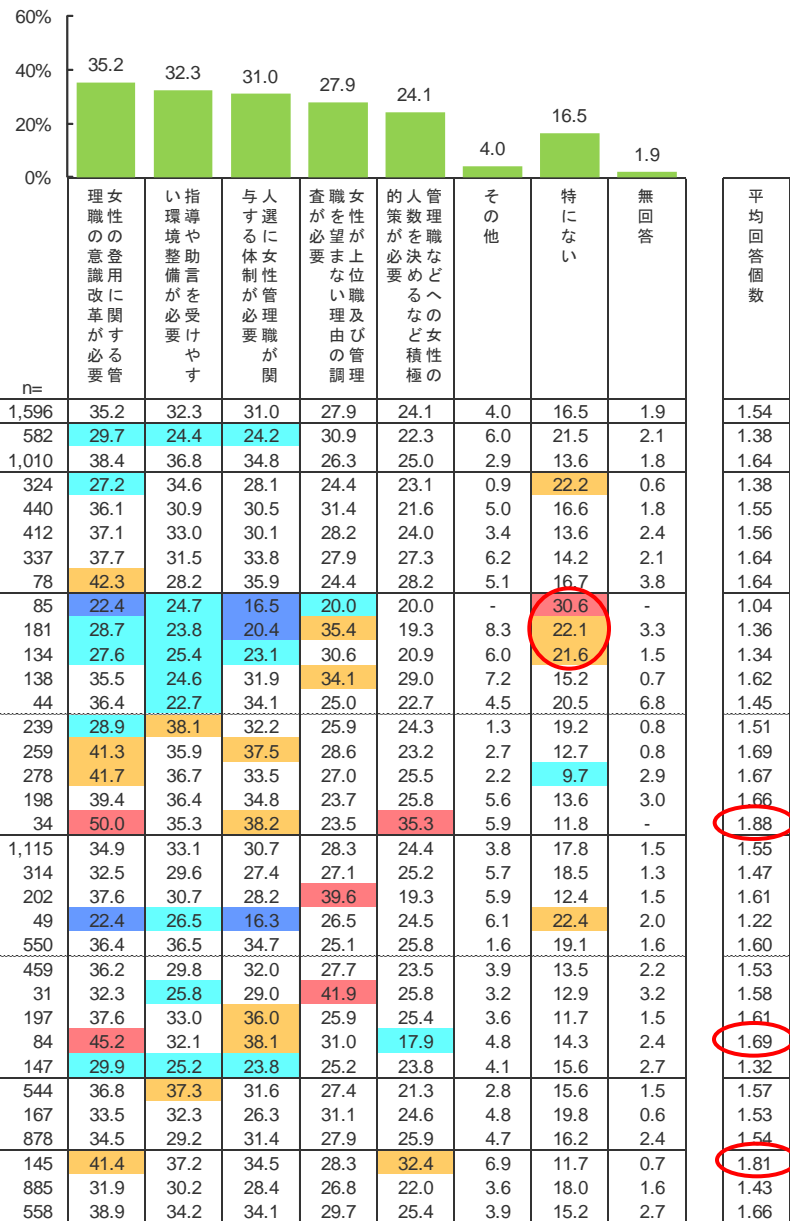 60%
40%
20%
0%
35.2 32.3 31.0 27.9 24.1 4.0 16.5 1.9
女性の登用に関する管理職の意識改革が必要
指導や助言を受けやすい環境整備が必要
人選に女性管理職が関与する体制が必要
女性が上位職及び管理職を望まない理由の調査が必要
管理職などへの女性の人数を決めるなど積極的策が必要
その他
特にない
無回答
平均回答個数
n=
1,596 35.2 32.3 31.0 27.9 24.1 4.0 16.5 1.9 1.54
582 29.7 24.4 24.2 30.9 22.3 6.0 21.5 2.1 1.38
1,010 38.4 36.8 34.8 26.3 25.0 2.9 13.6 1.8 1.64
324 27.2 34.6 28.1 24.4 23.1 0.9 22.2 0.6 1.38
440 36.1 30.9 30.5 31.4 21.6 5.0 16.6 1.8 1.55
412 37.1 33.0 30.1 28.2 24.0 3.4 13.6 2.4 1.56
337 37.7 31.5 33.8 27.9 27.3 6.2 14.2 2.1 1.64
78 42.3 28.2 35.9 24.4 28.2 5.1 16.7 3.8 1.64
85 22.4 24.7 16.5 20.0 20.0 - 30.6 - 1.04
181 28.7 23.8 20.4 35.4 19.3 8.3 22.1 3.3 1.36
134 27.6 25.4 23.1 30.6 20.9 6.0 21.6 1.5 1.34
138 35.5 24.6 31.9 34.1 29.0 7.2 15.2 0.7 1.62
44 36.4 22.7 34.1 25.0 22.7 4.5 20.5 6.8 1.45
239 28.9 38.1 32.2 25.9 24.3 1.3 19.2 0.8 1.51
259 41.3 35.9 37.5 28.6 23.2 2.7 12.7 0.8 1.69
278 41.7 36.7 33.5 27.0 25.5 2.2 9.7 2.9 1.67
198 39.4 36.4 34.8 23.7 25.8 5.6 13.6 3.0 1.66
34 50.0 35.3 38.2 23.5 35.3 5.9 11.8 - 1.88
1,115 34.9 33.1 30.7 28.3 24.4 3.8 17.8 1.5 1.55
314 32.5 29.6 27.4 27.1 25.2 5.7 18.5 1.3 1.47
202 37.6 30.7 28.2 39.6 19.3 5.9 12.4 1.5 1.61
49 22.4 26.5 16.3 26.5 24.5 6.1 22.4 2.0 1.22
550 36.4 36.5 34.7 25.1 25.8 1.6 19.1 1.6 1.60
459 36.2 29.8 32.0 27.7 23.5 3.9 13.5 2.2 1.53
31 32.3 25.8 29.0 41.9 25.8 3.2 12.9 3.2 1.58
197 37.6 33.0 36.0 25.9 25.4 3.6 11.7 1.5 1.61
84 45.2 32.1 38.1 31.0 17.9 4.8 14.3 2.4 1.69
147 29.9 25.2 23.8 25.2 23.8 4.1 15.6 2.7 1.32
544 36.8 37.3 31.6 27.4 21.3 2.8 15.6 1.5 1.57
167 33.5 32.3 26.3 31.1 24.6 4.8 19.8 0.6 1.53
878 34.5 29.2 31.4 27.9 25.9 4.7 16.2 2.4 1.54
145 41.4 37.2 34.5 28.3 32.4 6.9 11.7 0.7 1.81
885 31.9 30.2 28.4 26.8 22.0 3.6 18.0 1.6 1.43
558 38.9 34.2 34.1 29.7 25.4 3.9 15.2 2.7 1.66